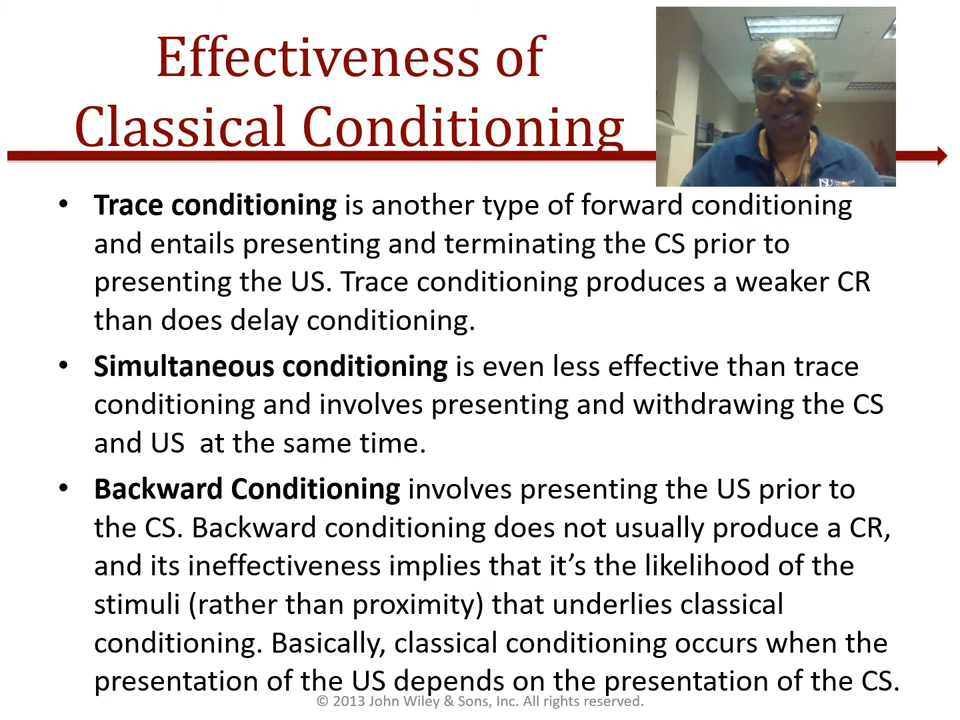 Effectiveness of
Classical Conditioning
• Trace conditioning is another type of forward conditioning
and entails presenting and terminating the CS prior to
presenting the US. Trace conditioning produces a weaker CR
than does delay conditioning.
• Simultaneous conditioning is even less effective than trace
conditioning and involves presenting and withdrawing the CS
and US  at the same time.
• Backward Conditioning involves presenting the US prior to
the CS. Backward conditioning does not usually produce a CR,
and its ineffectiveness implies that it’s the likelihood of the
stimuli (rather than proximity) that underlies classical
conditioning. Basically, classical conditioning occurs when the
presentation of the US depends on the presentation of the CS.
© 2013 John Wiley & Sons, Inc. All rights reserved.